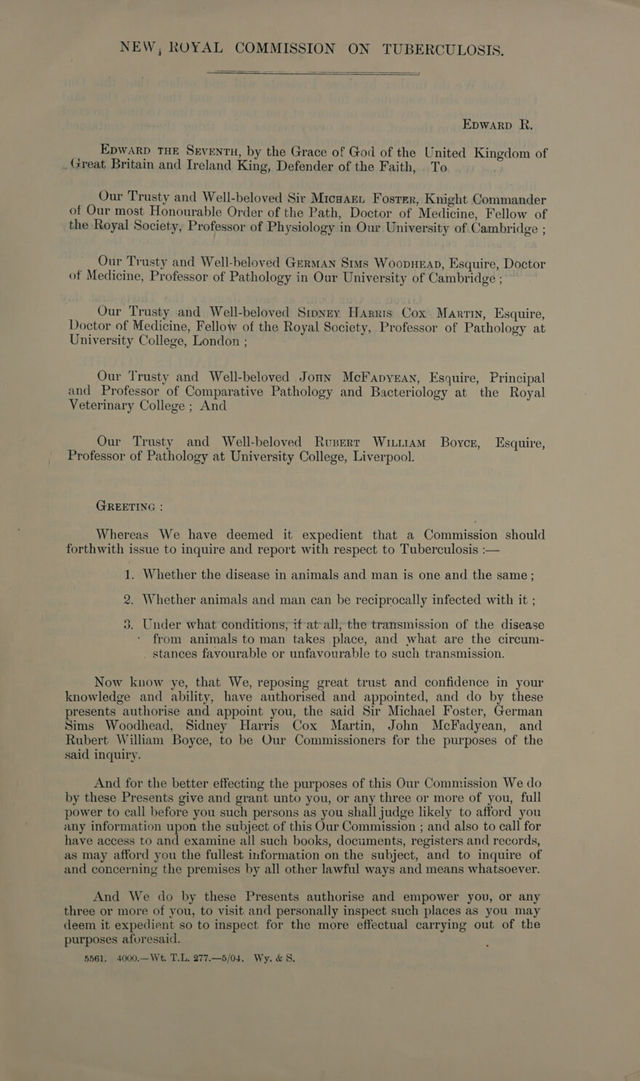 NEW, ROYAL COMMISSION ON TUBERCULOSIS.
EDWARD R.
EDWARD THE SEVENTH, by the Grace of God of the United Kingdom of
Great Britain and Ireland King, Defender of the Faith, To
Our Trusty and Well-beloved Sir MICHAEL FOSTER, Knight Commander
of Our most Honourable Order of the Path, Doctor of Medicine, Fellow of
the Royal Society, Professor of Physiology in Our University of Cambridge ;
Our Trusty and Well-beloved GERMAN SIMS WOODHEAD, Esquire, Doctor
of Medicine, Professor of Pathology in Our University of Cambridge ;
Our Trusty and Well-beloved SIDNEY HARRIS COX MARTIN, Esquire,
Doctor of Medicine, Fellow of the Royal Society, Professor of Pathology at
University College, London ;
Our Trusty and Well-beloved JOHN MCFADYEAN, Esquire, Principal
and Professor of Comparative Pathology and Bacteriology at the Royal
Veterinary College ; And
Our Trusty and Well-beloved RUBERT WILLIAM BOYCE, Esquire,
Professor of Pathology at University College, Liverpool.
GREETING :
Whereas We have deemed it expedient that a Commission should
forthwith issue to inquire and report with respect to Tuberculosis :—
1. Whether the disease in animals and man is one and the same ;
2. Whether animals and man can be reciprocally infected with it ;
3. Under what conditions, if at all, the transmission of the disease
from animals to man takes place, and what are the circum-
stances favourable or unfavourable to such transmission.
Now know ye, that We, reposing great trust and confidence in your
knowledge and ability, have authorised and appointed, and do by these
presents authorise and appoint you, the said Sir Michael Foster, German
Sims Woodhead, Sidney Harris Cox Martin, John McFadyean, and
Rubert William Boyce, to be Our Commissioners for the purposes of the
said inquiry.
And for the better effecting the purposes of this Our Commission We do
by these Presents give and grant unto you, or any three or more of you, full
power to call before you such persons as you shall judge likely to afford you
any information upon the subject of this Our Commission ; and also to call for
have access to and examine all such books, documents, registers and records,
as may afford you the fullest information on the subject, and to inquire of
and concerning the premises by all other lawful ways and means whatsoever.
And We do by these Presents authorise and empower you, or any
three or more of you, to visit and personally inspect such places as you may
deem it expedient so to inspect for the more effectual carrying out of the
purposes aforesaid.
5561. 4000.—Wt. T.L. 277.—5/04. Wy. & S.